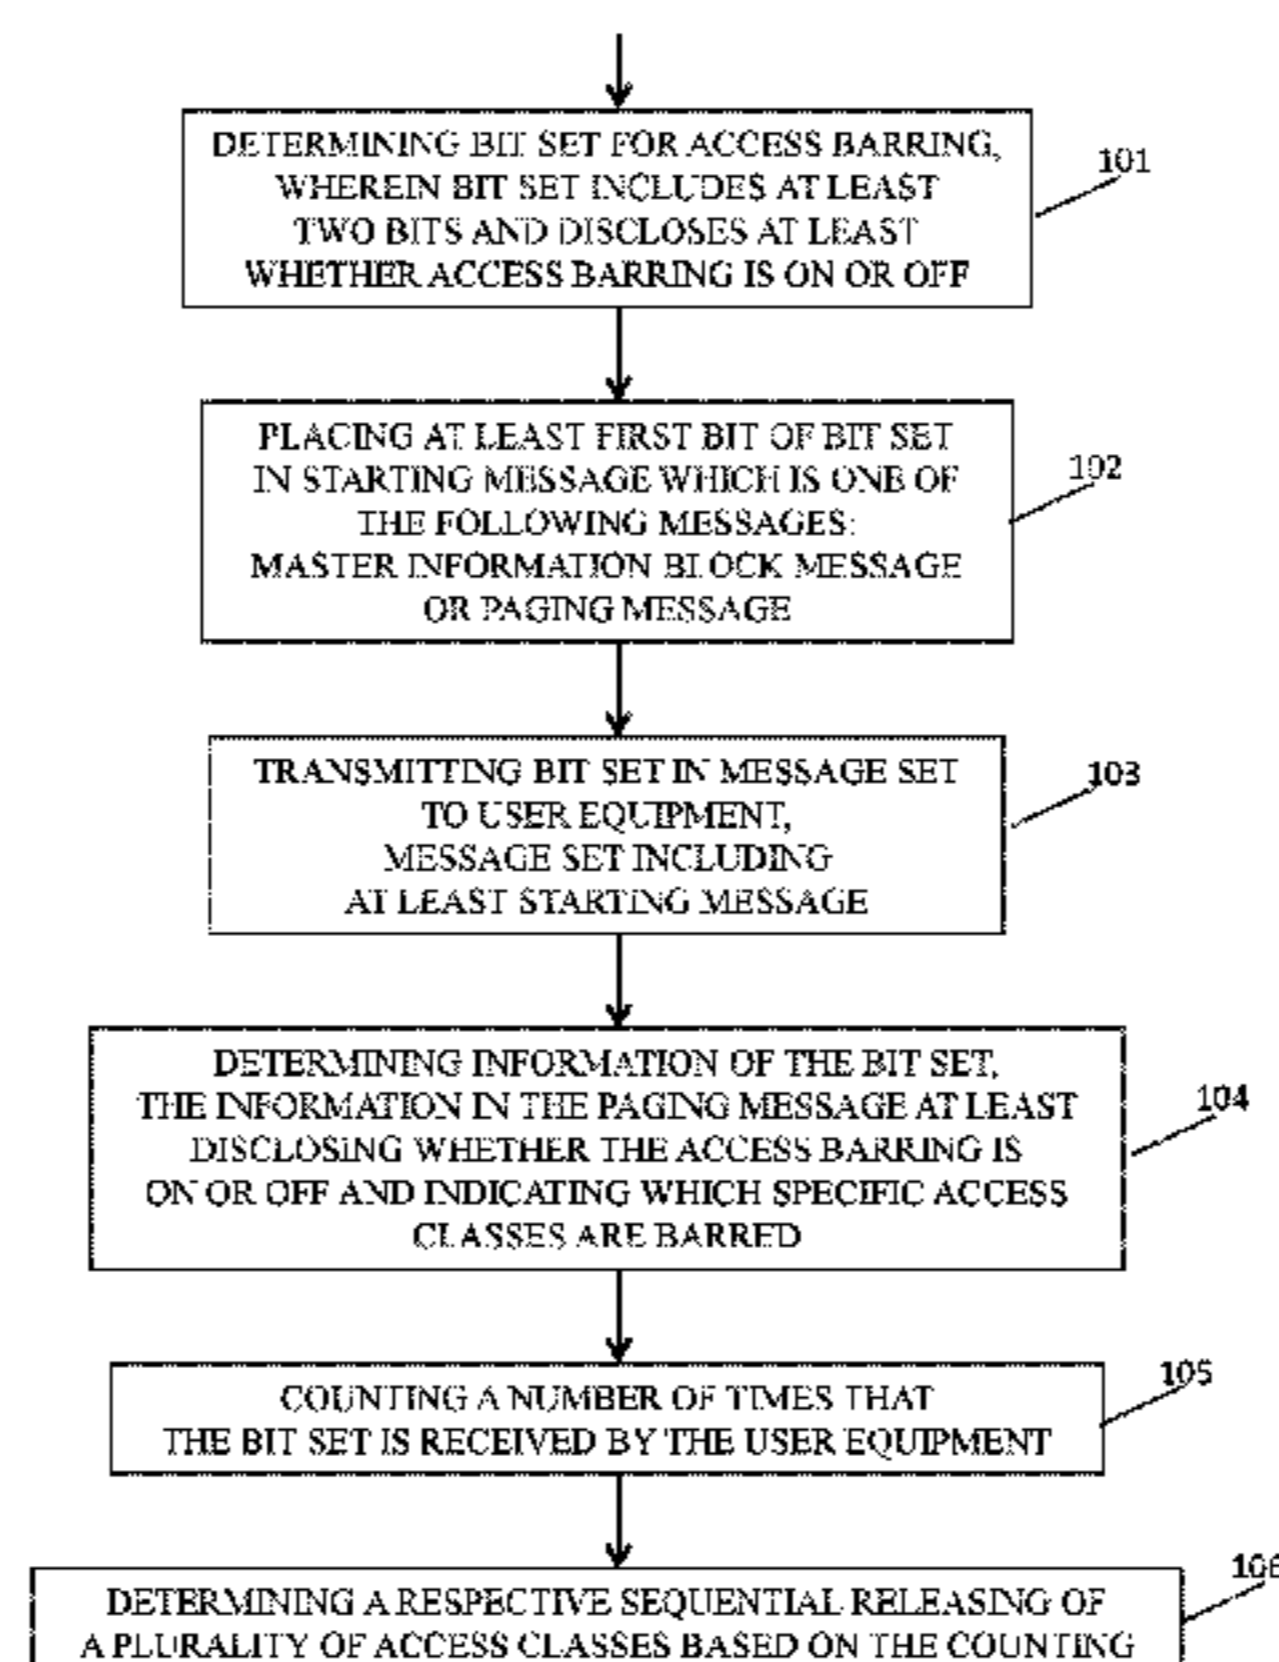 DETERMINING BIT SET FOR ACCESS BARRING,
WHEREIN BIT SET INCLUDES AT LEAST
TWO BITS AND DISCLOSES AT LEAST
WHETHER ACCESS BARRING IS ON OR OFF
101
PLACING AT LEAST FIRST BIT OF BIT SET
IN STARTING MESSAGE WHICH IS ONE OF
THE FOLLOWING MESSAGES:
MASTER INFORMATION BLOCK MESSAGE
OR PAGING MESSAGE
102
TRANSMITTING BIT SET IN MESSAGE SET
TO USER EQUIPMENT,
MESSAGE SET INCLUDING
AT LEAST STARTING MESSAGE
103
DETERMINING INFORMATION OF THE BIT SET,
THE INFORMATION IN THE PAGING MESSAGE AT LEAST
DISCLOSING WHETHER THE ACCESS BARRING IS
ON OR OFF AND INDICATING WHICH SPECIFIC ACCESS
CLASSES ARE BARRED
104
COUNTING A NUMBER OF TIMES THAT
THE BIT SET IS RECEIVED BY THE USER EQUIPMENT
105
DETERMINING A RESPECTIVE SEQUENTIAL RELEASING OF
A PLURALITY OF ACCESS CLASSES BASED ON THE COUNTING
106